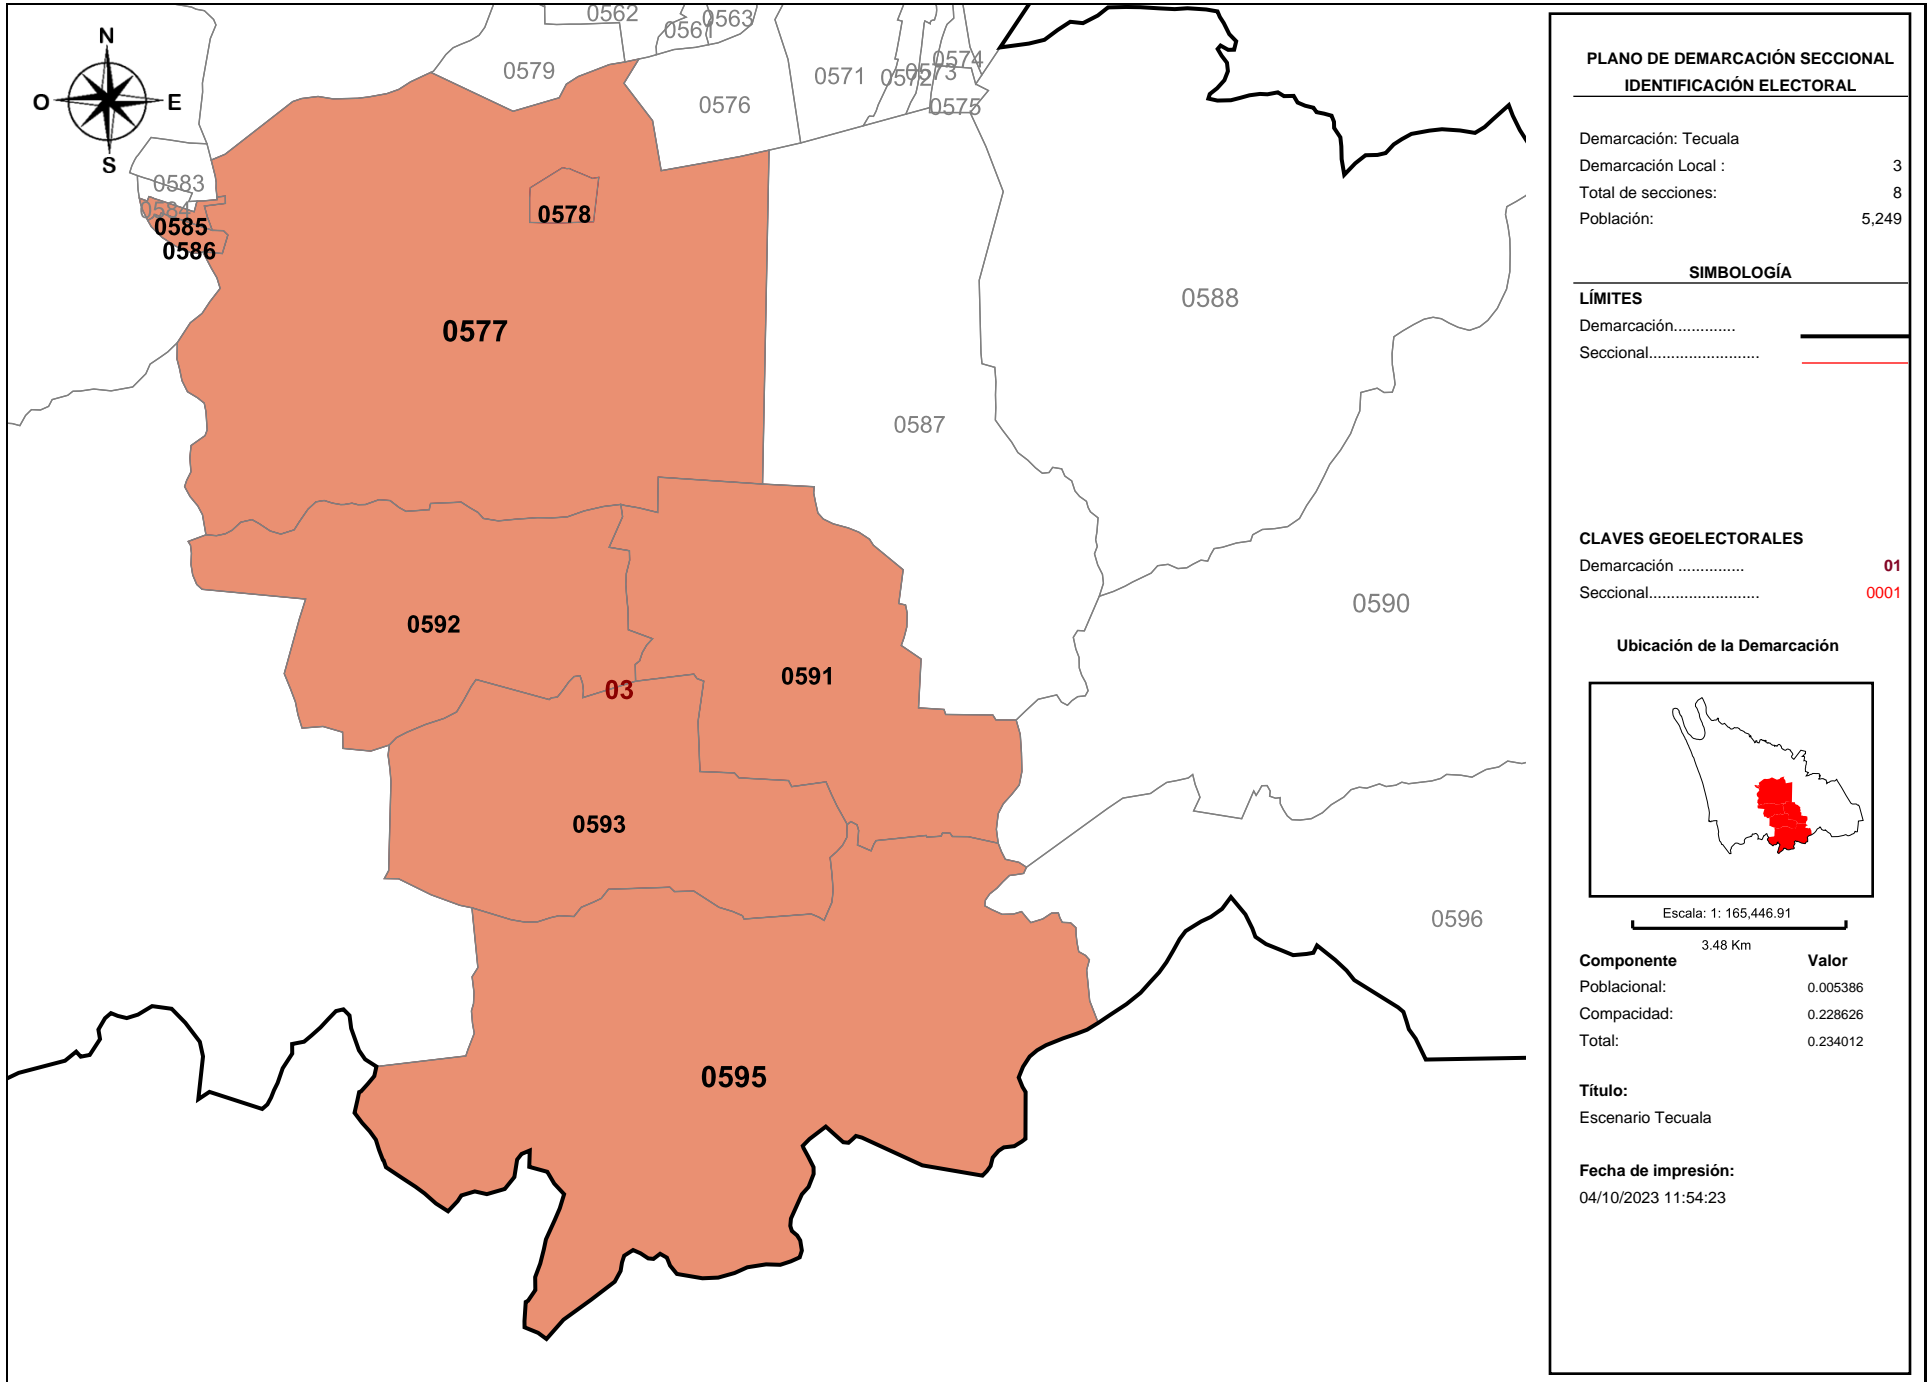 0562
0563
0561
N
0579
0574
0571
0572
0573
O
E
0576
0575
S
0583
0584
0585
0578
0586
0588
0577
0587
0590
0592
0591
03
0593
0596
0595
PLANO DE DEMARCACIÓN SECCIONAL
IDENTIFICACIÓN ELECTORAL
Demarcación: Tecuala
Demarcación Local : 3
Total de secciones: 8
Población: 5,249
SIMBOLOGÍA
LÍMITES
Demarcación..............
Seccional.........................
CLAVES GEOELECTORALES
Demarcación ............... 01
Seccional......................... 0001
Ubicación de la Demarcación
Escala: 1: 165,446.91
3.48 Km
Componente Valor
Poblacional: 0.005386
Compacidad: 0.228626
Total: 0.234012
Título:
Escenario Tecuala
Fecha de impresión:
04/10/2023 11:54:23